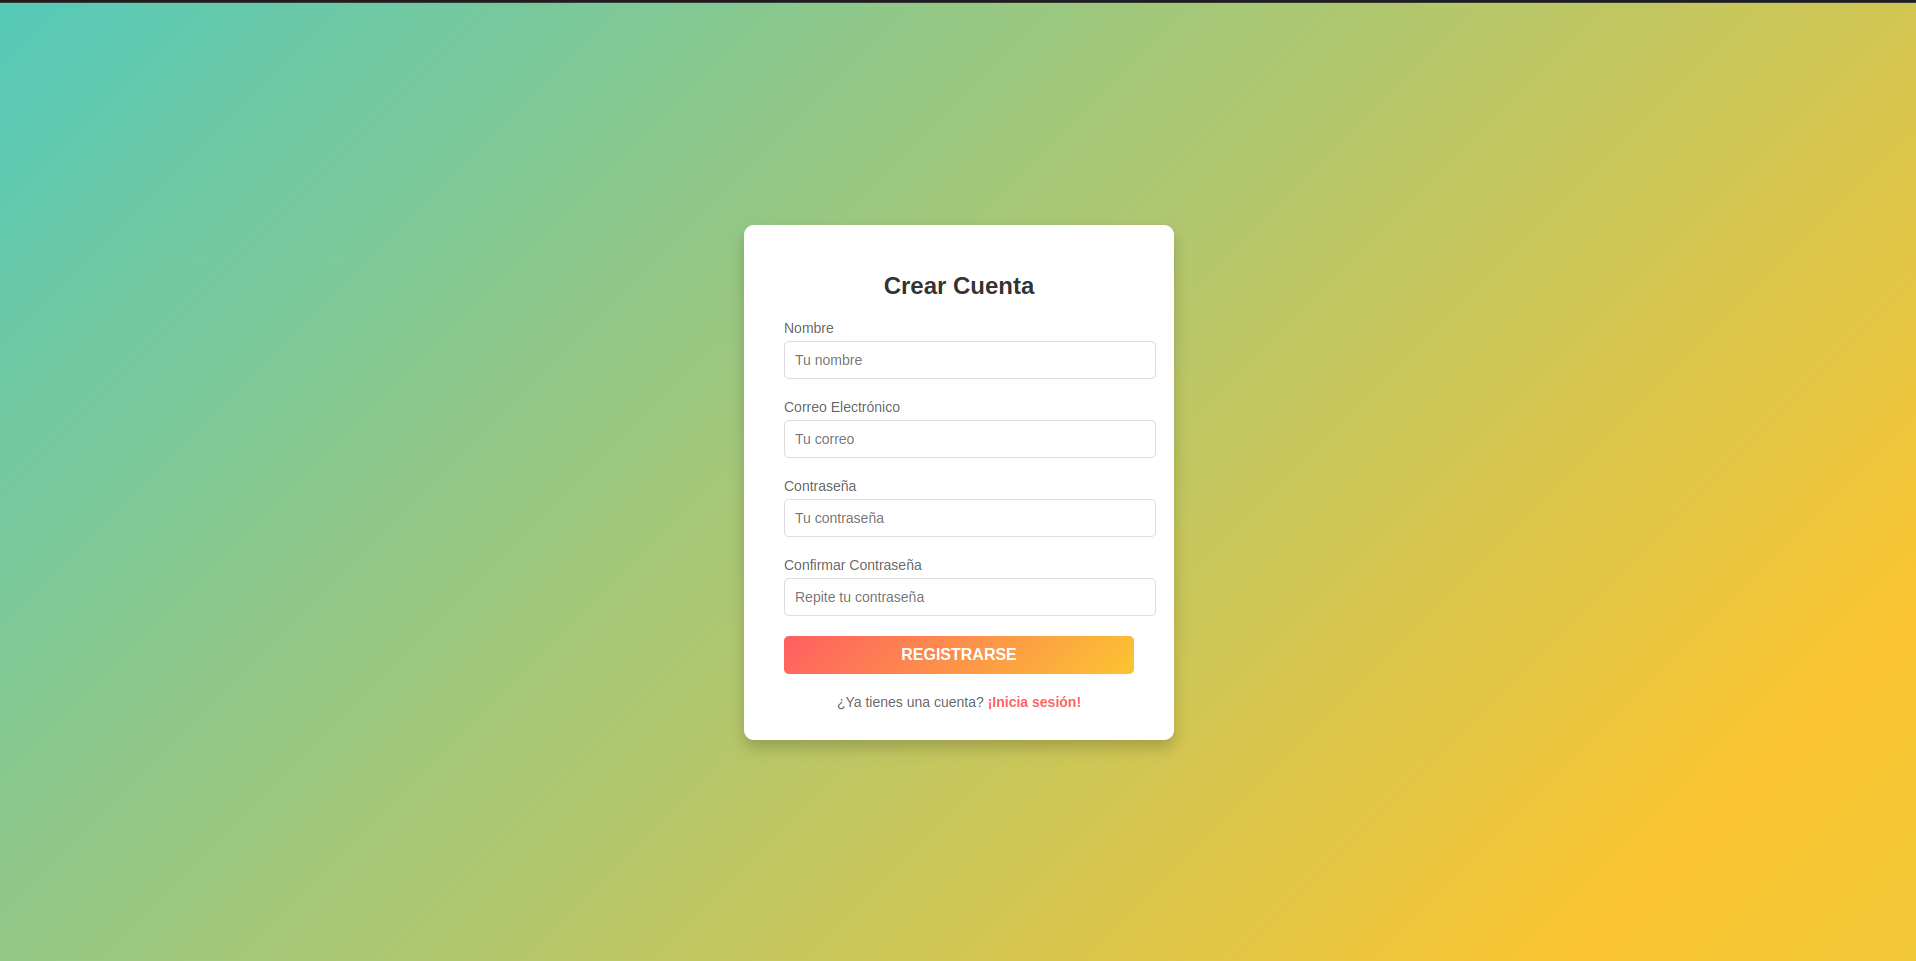 Crear Cuenta
Nombre
Tu nombre
Correo Electrónico
Tu correo
Contraseña
Tu contraseña
Confirmar Contraseña
Repite tu contraseña
REGISTRARSE
¿Ya tienes una cuenta? ¡Inicia sesión!